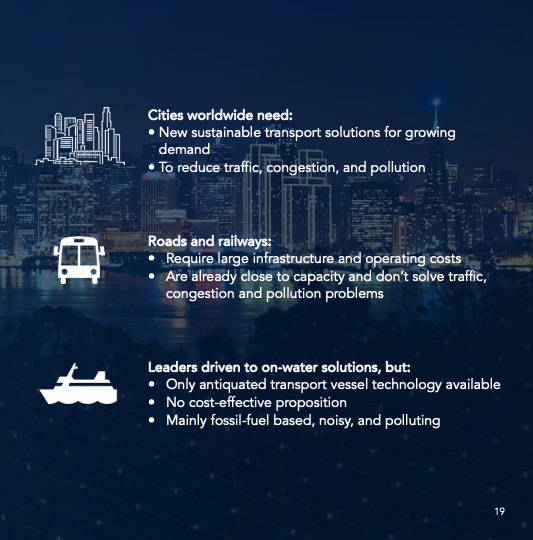 Cities worldwide need:
• New sustainable transport solutions for growing
demand
• To reduce traffic, congestion, and pollution
Roads and railways:
• Require large infrastructure and operating costs
• Are already close to capacity and don’t solve traffic,
congestion and pollution problems
Leaders driven to on-water solutions, but:
• Only antiquated transport vessel technology available
• No cost-effective proposition
• Mainly fossil-fuel based, noisy, and polluting
19